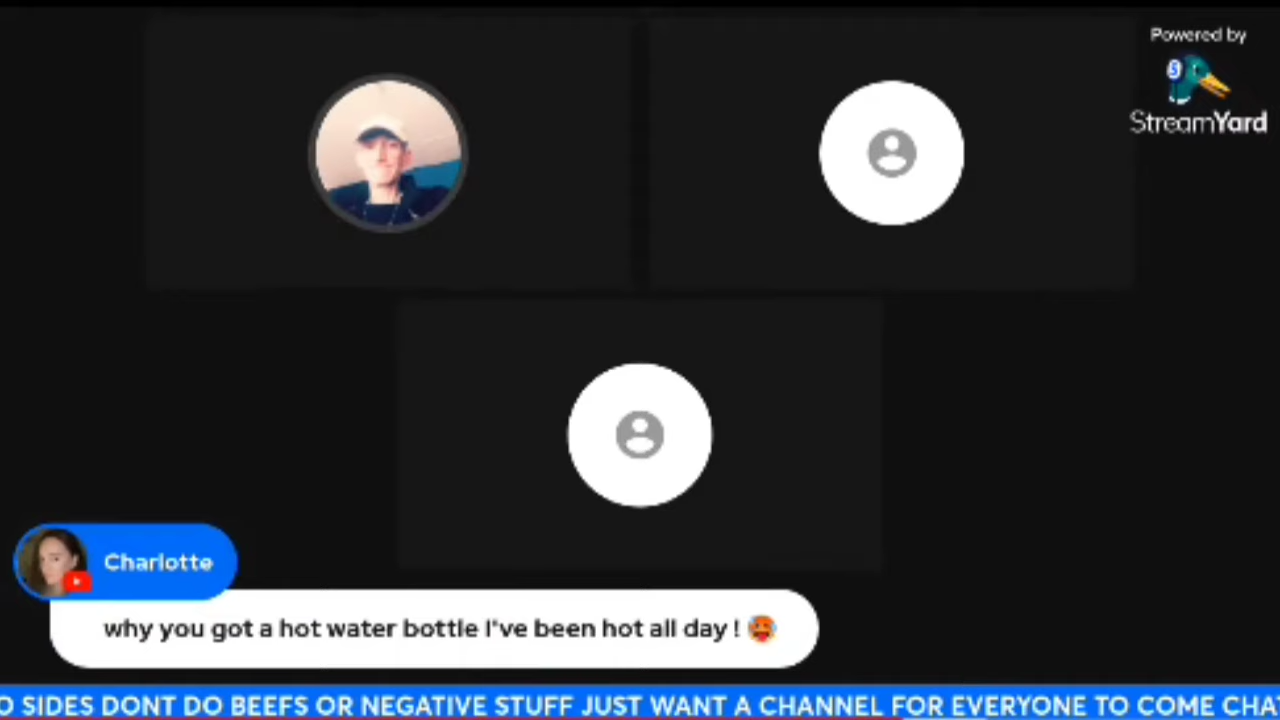 Powered by
StreamYard
Charlotte
why you got a hot water bottle I've been hot all day ! 🥵
O SIDES DONT DO BEEFS OR NEGATIVE STUFF JUST WANT A CHANNEL FOR EVERYONE TO COME CHA